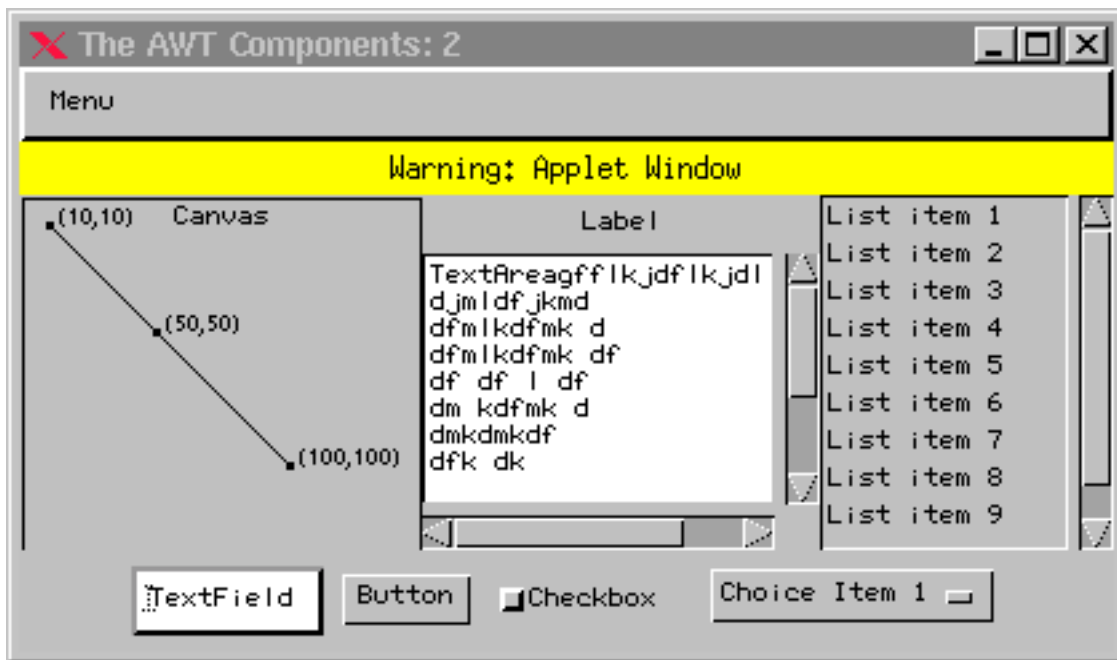 The AWT Components: 2
Menu
Warning: Applet Window
(10,10) Canvas
(50,50)
(100,100)
Label
TextAreagfflkjdflkjdl
djmldfjkmd
dfmlkdfmk d
dfmlkdfmk df
df df l df
dm kdfmk d
dmkdmkdf
dfk dk
List item 1
List item 2
List item 3
List item 4
List item 5
List item 6
List item 7
List item 8
List item 9
TextField
Button
Checkbox
Choice Item 1